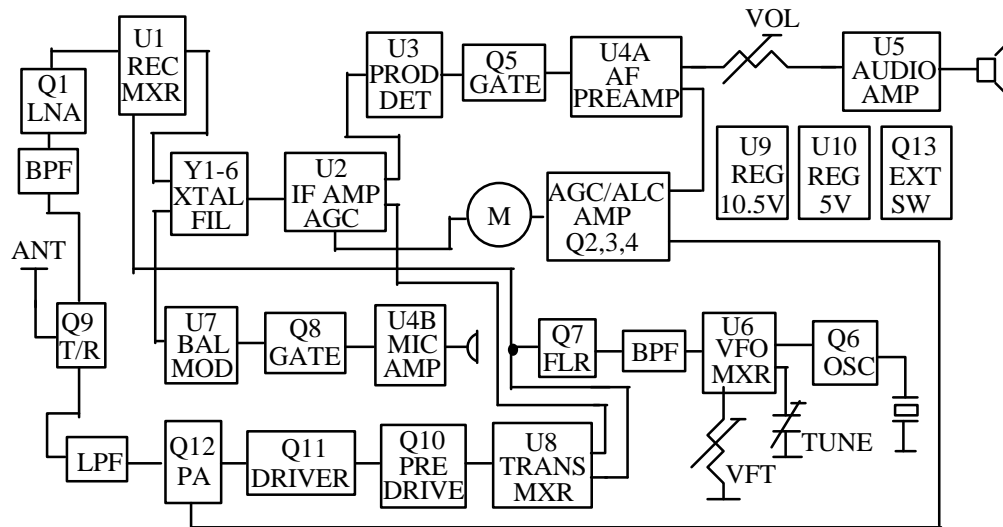 U1
REC
MXR
Q1
LNA
BPF
U3
PROD
DET
Q5
GATE
U4A
AF
PREAMP
VOL
U5
AUDIO
AMP
U9
REG
10.5V
U10
REG
5V
Q13
EXT
SW
Y1-6
XTAL
FIL
U2
IF AMP
AGC
M
AGC/ALC
AMP
Q2,3,4
ANT
Q9
T/R
U7
BAL
MOD
Q8
GATE
U4B
MIC
AMP
Q7
FLR
BPF
U6
VFO
MXR
Q6
OSC
TUNE
VFT
LPF
Q12
PA
Q11
DRIVER
Q10
PRE
DRIVE
U8
TRANS
MXR